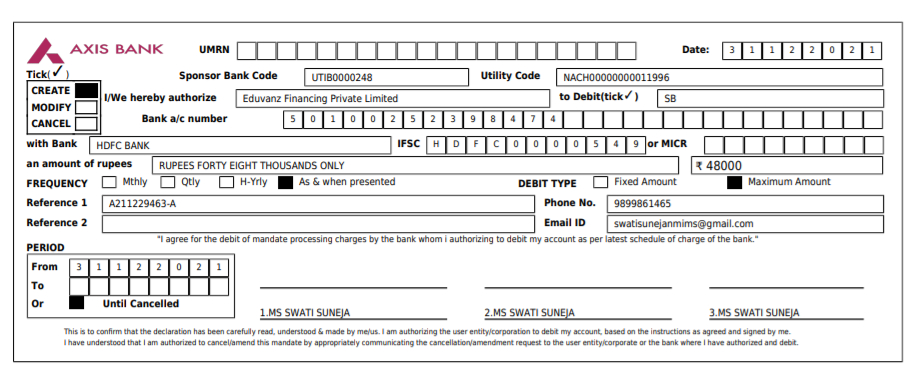 AXIS BANK UMRN Date: 3 1 1 2 2 0 2 1
Tick( ✓ ) Sponsor Bank Code UTIB0000248 Utility Code NACH00000000011996
CREATE I/We hereby authorize Eduvanz Financing Private Limited to Debit(tick✓ ) SB
MODIFY
CANCEL Bank a/c number 5 0 1 0 0 2 5 2 3 9 8 4 7 4
with Bank HDFC BANK IFSC H D F C 0 0 0 0 5 4 9 or MICR
an amount of rupees RUPEES FORTY EIGHT THOUSANDS ONLY ₹ 48000
FREQUENCY Mthly Qtly H-Yrly As & when presented DEBIT TYPE Fixed Amount Maximum Amount
Reference 1 A211229463-A Phone No. 9899861465
Reference 2 Email ID swatisunejanmims@gmail.com
"I agree for the debit of mandate processing charges by the bank whom i authorizing to debit my account as per latest schedule of charge of the bank."
PERIOD
From 3 1 1 2 2 0 2 1
To
Or Until Cancelled
1.MS SWATI SUNEJA 2.MS SWATI SUNEJA 3.MS SWATI SUNEJA
This is to confirm that the declaration has been carefully read, understood & made by me/us. I am authorizing the user entity/corporation to debit my account, based on the instructions as agreed and signed by me.
I have understood that I am authorized to cancel/amend this mandate by appropriately communicating the cancellation/amendment request to the user entity/corporate or the bank where I have authorized and debit.